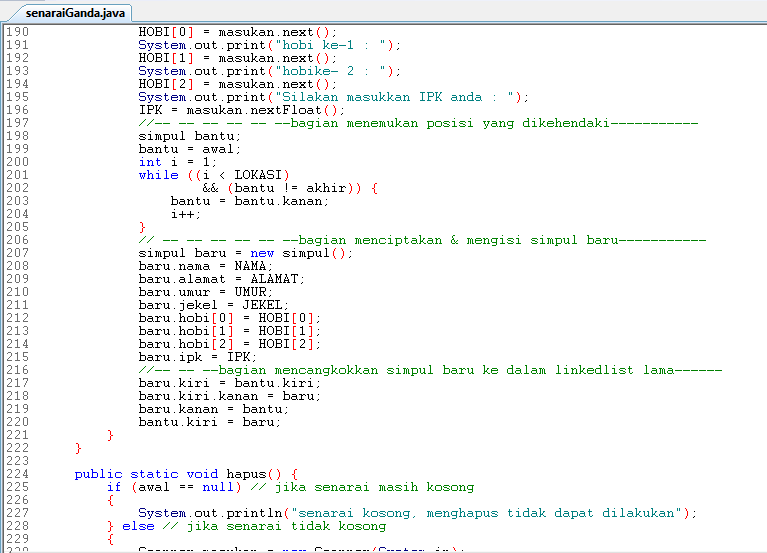 senaraiGanda.java
190 HOBI[0] = masukan.next();
191 System.out.print("hobi ke-1 : ");
192 HOBI[1] = masukan.next();
193 System.out.print("hobike- 2 : ");
194 HOBI[2] = masukan.next();
195 System.out.print("Silakan masukkan IPK anda : ");
196 IPK = masukan.nextFloat();
197 //-- -- -- -- -- --bagian menemukan posisi yang dikehendaki-----------
198 simpul bantu;
199 bantu = awal;
200 int i = 1;
201 while ((i < LOKASI)
202 && (bantu != akhir)) {
203 bantu = bantu.kanan;
204 i++;
205 }
206 // -- -- -- -- -- --bagian menciptakan & mengisi simpul baru-----------
207 simpul baru = new simpul();
208 baru.nama = NAMA;
209 baru.alamat = ALAMAT;
210 baru.umur = UMUR;
211 baru.jekel = JEKEL;
212 baru.hobi[0] = HOBI[0];
213 baru.hobi[1] = HOBI[1];
214 baru.hobi[2] = HOBI[2];
215 baru.ipk = IPK;
216 //-- -- --bagian mencangkokkan simpul baru ke dalam linkedlist lama------
217 baru.kiri = bantu.kiri;
218 baru.kiri.kanan = baru;
219 baru.kanan = bantu;
220 bantu.kiri = baru;
221 }
222 }
223
224 public static void hapus() {
225 if (awal == null) // jika senarai masih kosong
226 {
227 System.out.println("senarai kosong, menghapus tidak dapat dilakukan");
228 } else // jika senarai tidak kosong
229 {
230 Scanner masukan = new Scanner(System.in);